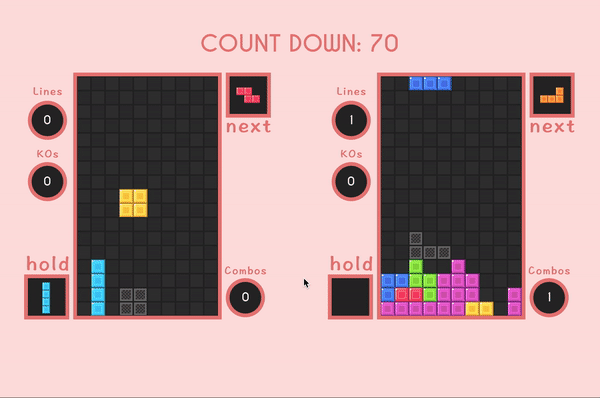 COUNT DOWN: 70
Lines
0
KOs
0
hold
next
Combos
0
Lines
1
KOs
0
hold
next
Combos
1